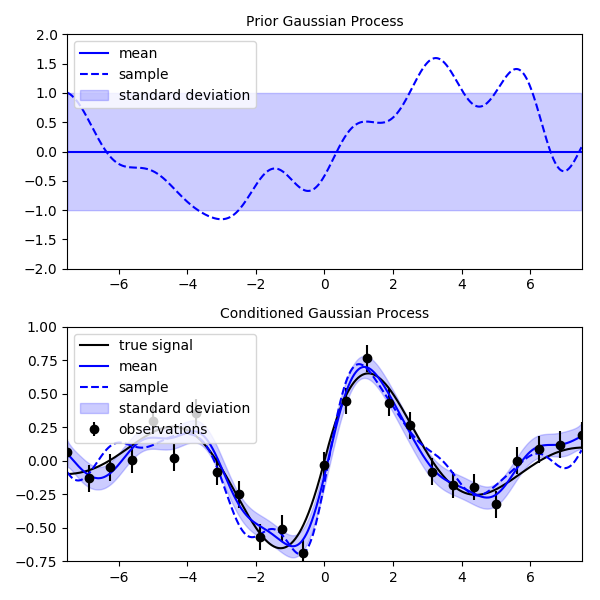 Prior Gaussian Process
2.0
1.5
1.0
0.5
0.0
−0.5
−1.0
−1.5
−2.0
mean
sample
standard deviation
−6 −4 −2 0 2 4 6
Conditioned Gaussian Process
1.00
0.75
0.50
0.25
0.00
−0.25
−0.50
−0.75
true signal
mean
sample
standard deviation
observations
−6 −4 −2 0 2 4 6